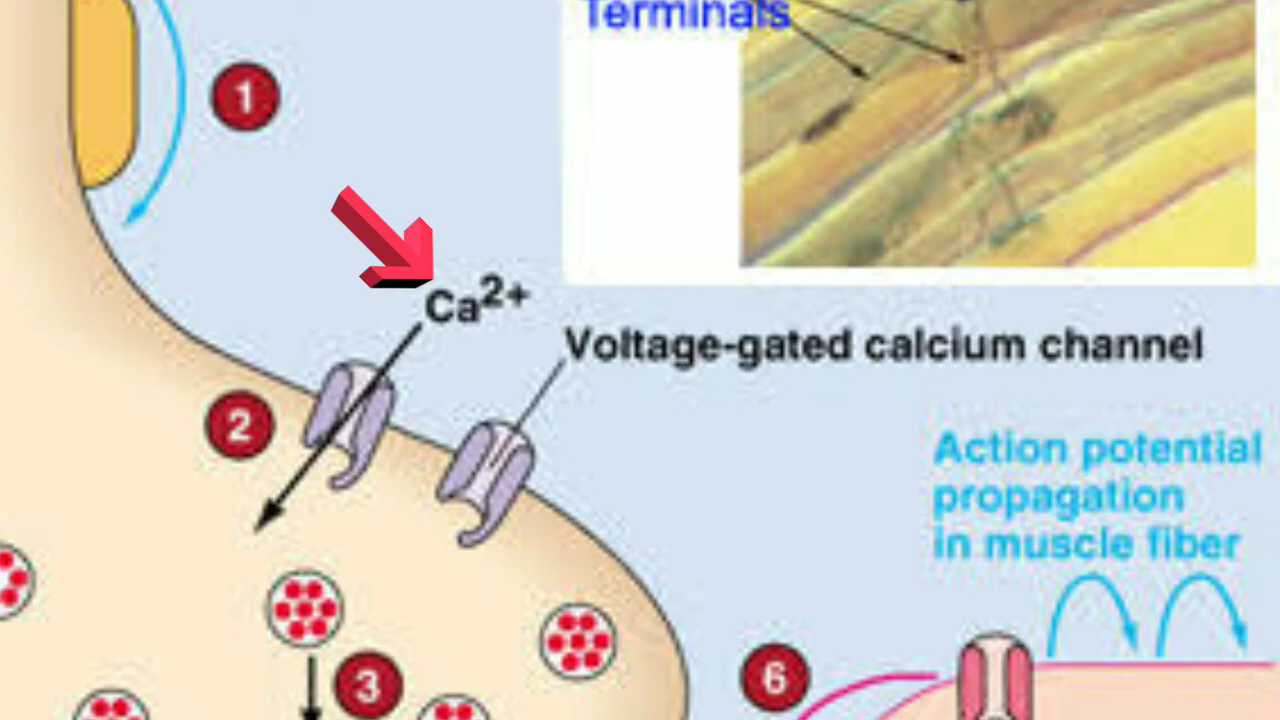 Terminals
1
Ca²⁺
Voltage-gated calcium channel
2
Action potential
propagation
in muscle fiber
3
6